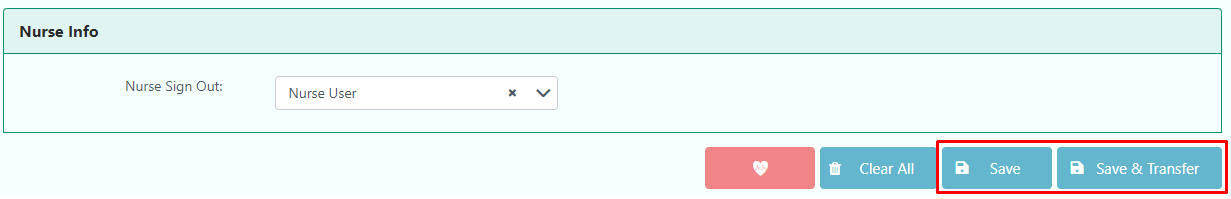 Nurse Info
Nurse Sign Out: Nurse User
Clear All Save Save & Transfer